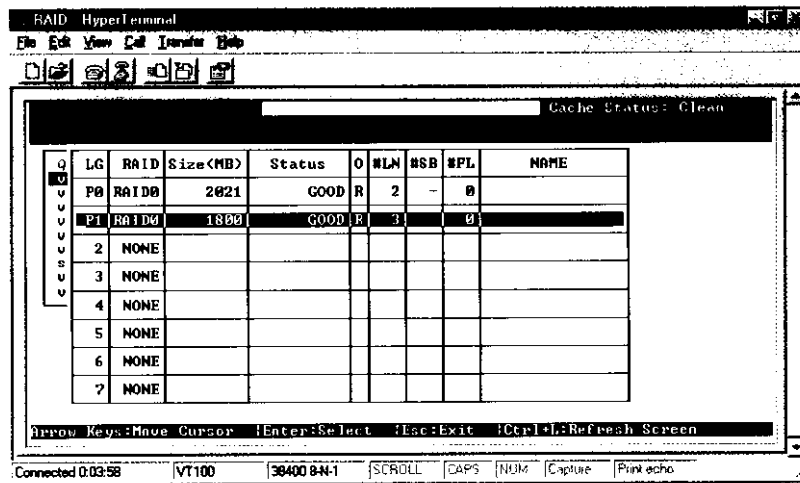 RAID HyperTerminal
File Edit View Call Transfer Help
Cache Status: Clean
LG RAID Size(MB) Status O #LN #SB #FL NAME
P0 RAID0 2021 GOOD R 2 - 0
P1 RAID0 1800 GOOD R 3 0
2 NONE
3 NONE
4 NONE
5 NONE
6 NONE
7 NONE
Q
v
v
v
v
v
v
s
v
v
Arrow Keys:Move Cursor |Enter:Select |Esc:Exit |Ctrl+L:Refresh Screen
Connected 0:03:58 VT100 38400 8-N-1 SCROLL CAPS NUM Capture Print echo